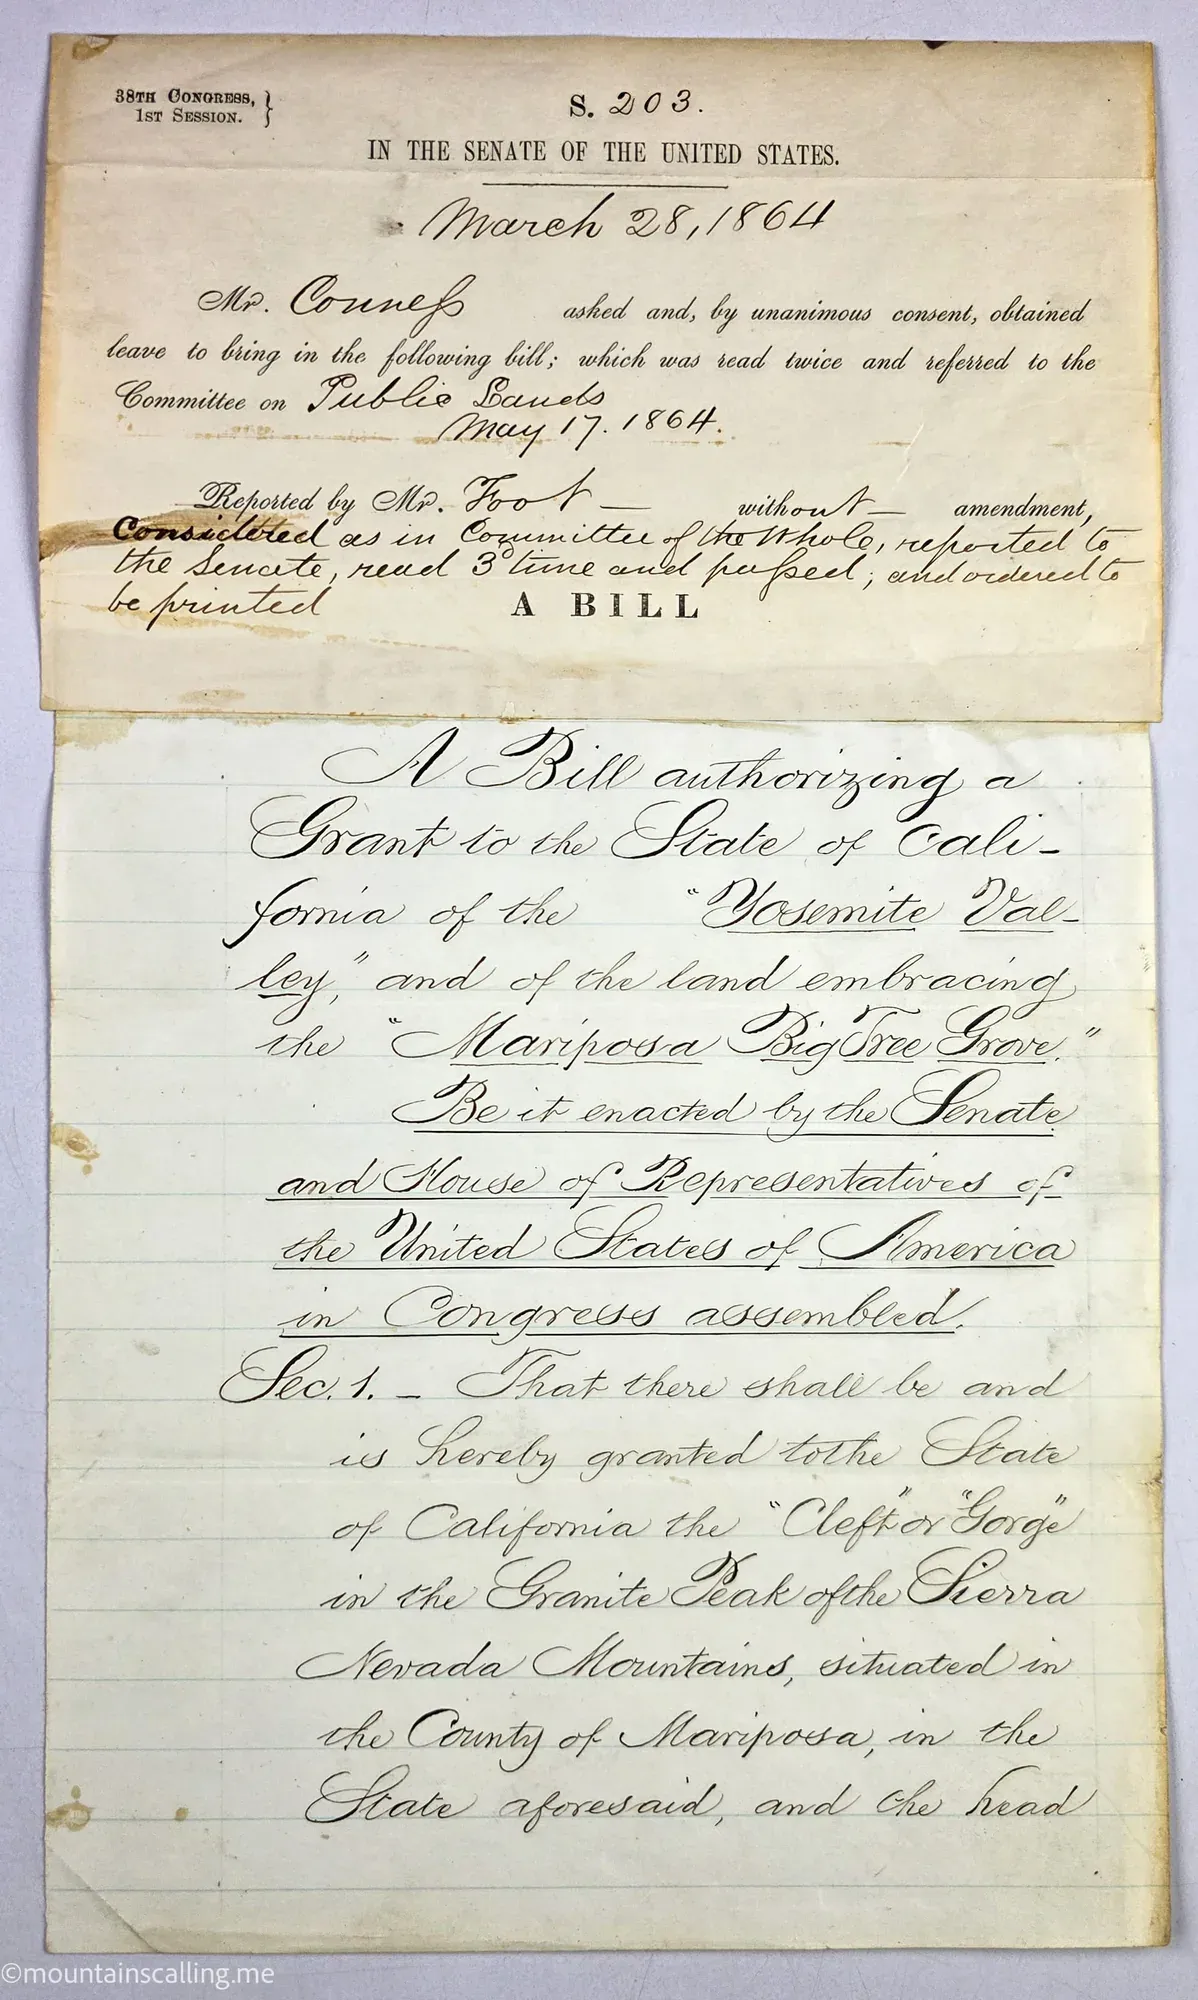 38TH CONGRESS,
1ST SESSION.
S. 203.
IN THE SENATE OF THE UNITED STATES.
March 28, 1864
Mr. Conness asked and, by unanimous consent, obtained
leave to bring in the following bill; which was read twice and referred to the
Committee on Public Lands
May 17. 1864.
Reported by Mr. Foot — without — amendment,
Considered as in Committee of the Whole, reported to
the Senate, read 3d time and passed; and ordered to
be printed
A BILL
A Bill authorizing a
Grant to the State of Cali-
fornia of the "Yosemite Val-
ley," and of the land embracing
the "Mariposa Big Tree Grove."
Be it enacted by the Senate
and House of Representatives of
the United States of America
in Congress assembled.
Sec. 1. – That there shall be and
is hereby granted to the State
of California the "Cleft" or "Gorge"
in the Granite Peak of the Sierra
Nevada Mountains, situated in
the County of Mariposa, in the
State aforesaid, and the head
©mountainscalling.me